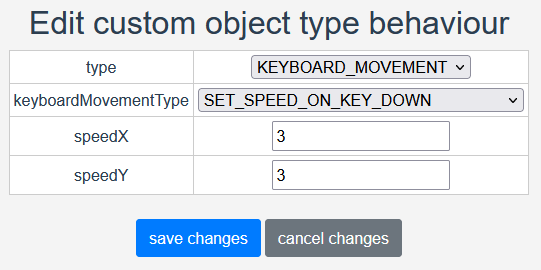 Edit custom object type behaviour
type KEYBOARD_MOVEMENT
keyboardMovementType SET_SPEED_ON_KEY_DOWN
speedX 3
speedY 3
save changes cancel changes